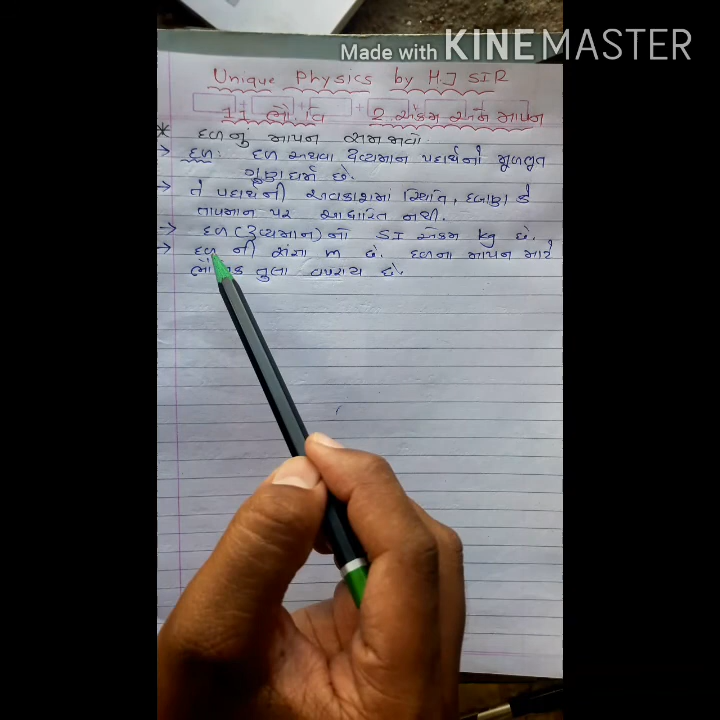 Made with KINEMASTER
Unique Physics by H.J SIR
11 ભૌ વિ 2 એકમ અને માપન
* દળનું માપન સમજાવો.
→ દળ: દળ અથવા દ્રવ્યમાન પદાર્થનો મૂળભૂત
ગુણધર્મ છે.
→ તે પદાર્થની અવકાશમાં સ્થિતિ, દબાણ કે
તાપમાન પર આધારિત નથી.
→ દળ (દ્રવ્યમાન) નો SI એકમ kg છે.
→ દળ ની સંજ્ઞા m છે. દળના માપન માટે
તુલા વપરાય છે.